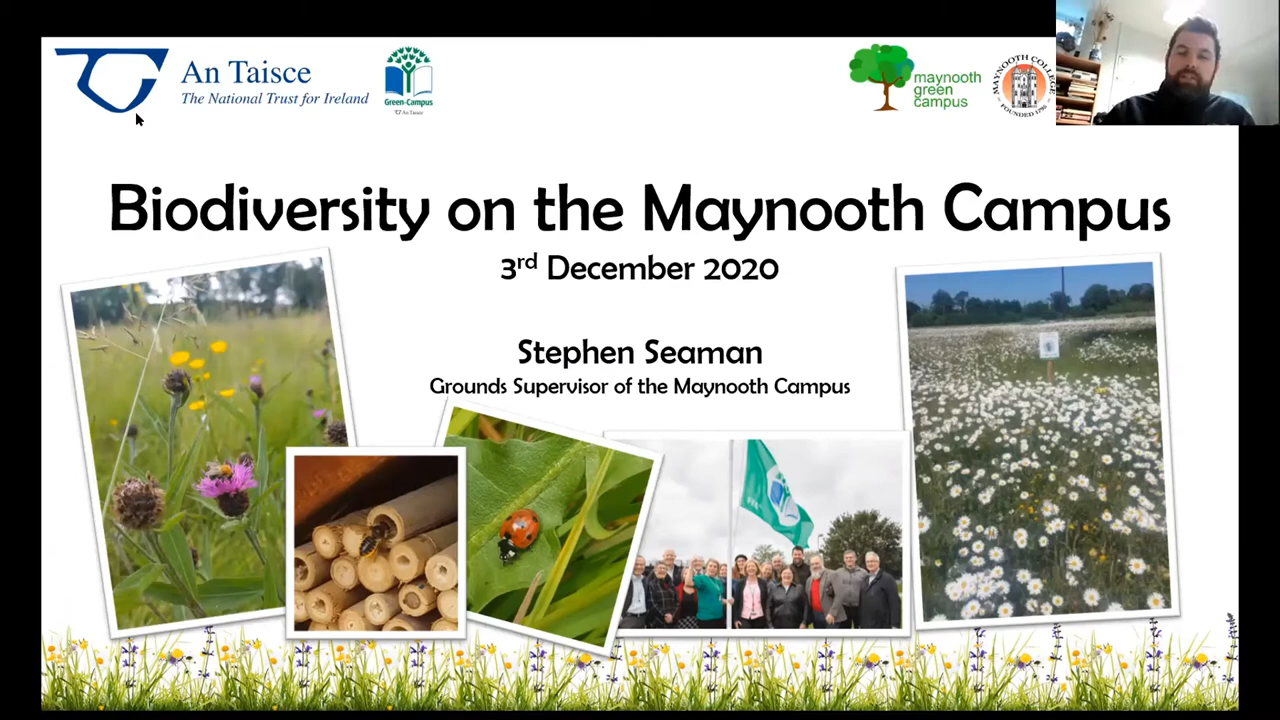 An Taisce
The National Trust for Ireland
Green-Campus
An Taisce
maynooth
green
campus
MAYNOOTH COLLEGE
FOUNDED 1795
Biodiversity on the Maynooth Campus
3rd December 2020
Stephen Seaman
Grounds Supervisor of the Maynooth Campus